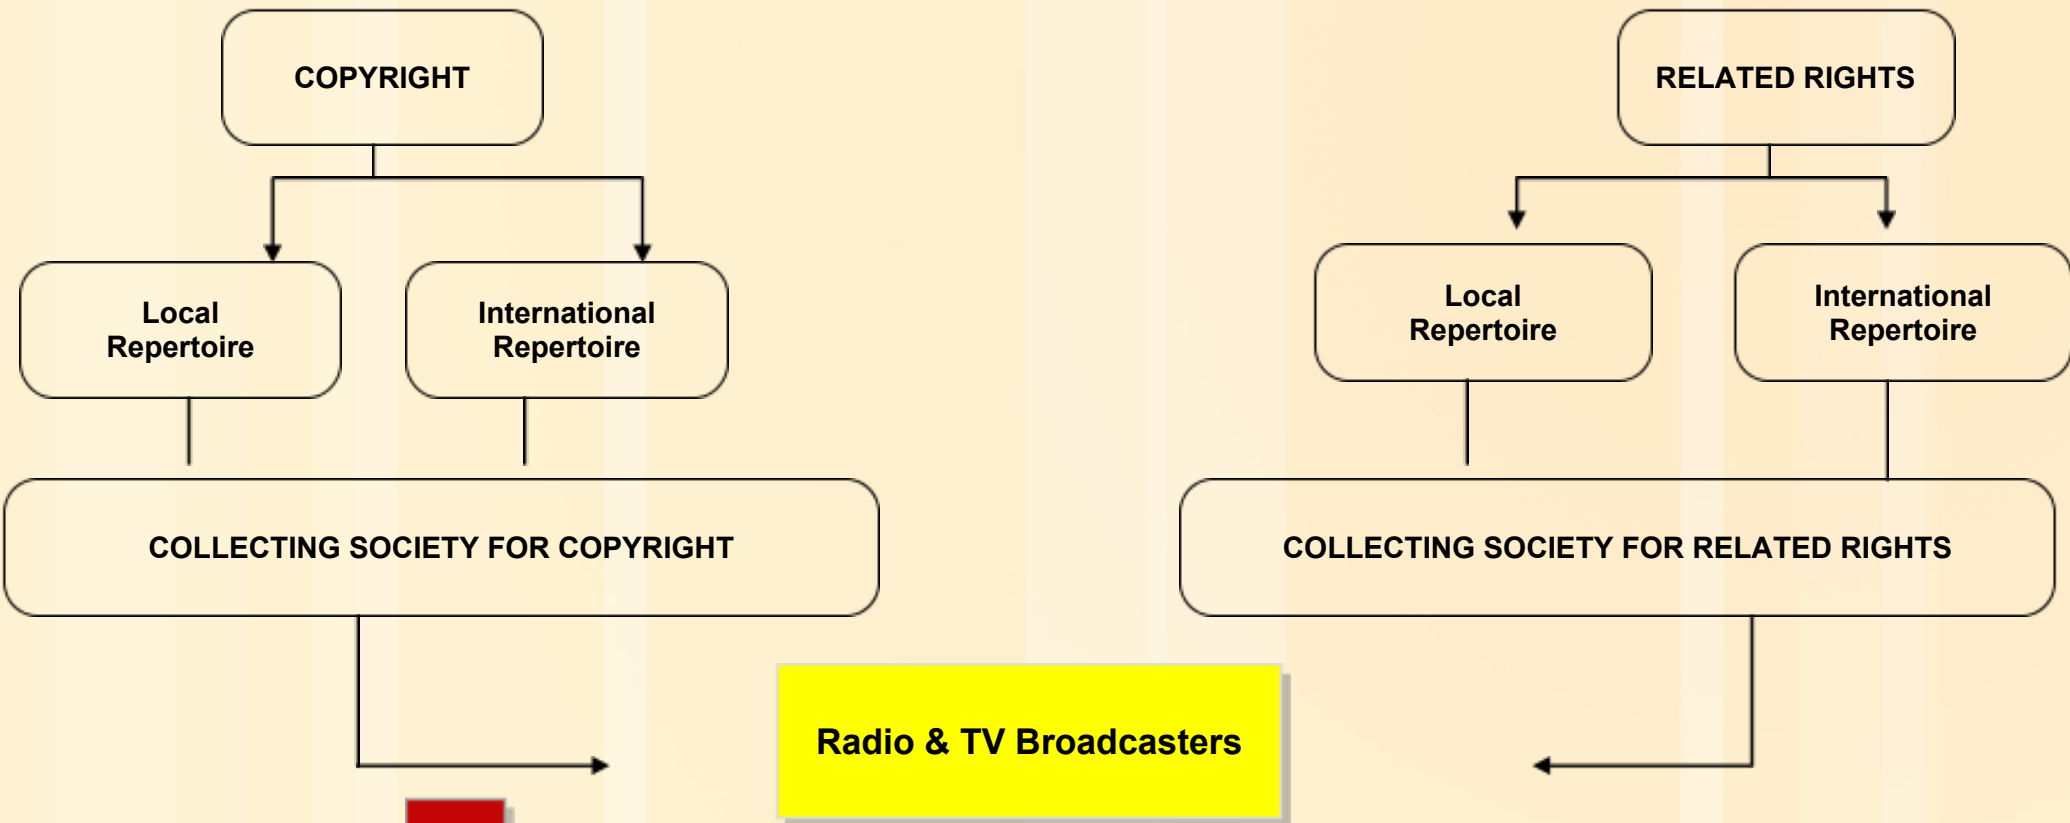 COPYRIGHT
RELATED RIGHTS
Local
Repertoire
International
Repertoire
Local
Repertoire
International
Repertoire
COLLECTING SOCIETY FOR COPYRIGHT
COLLECTING SOCIETY FOR RELATED RIGHTS
Radio & TV Broadcasters